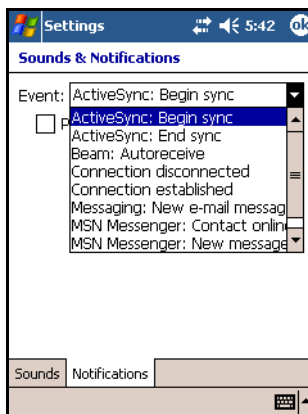 Settings 5:42 ok
Sounds & Notifications
Event: ActiveSync: Begin sync
ActiveSync: Begin sync
P
ActiveSync: End sync
Beam: Autoreceive
Connection disconnected
Connection established
Messaging: New e-mail messag
MSN Messenger: Contact onlin
MSN Messenger: New message
Sounds Notifications